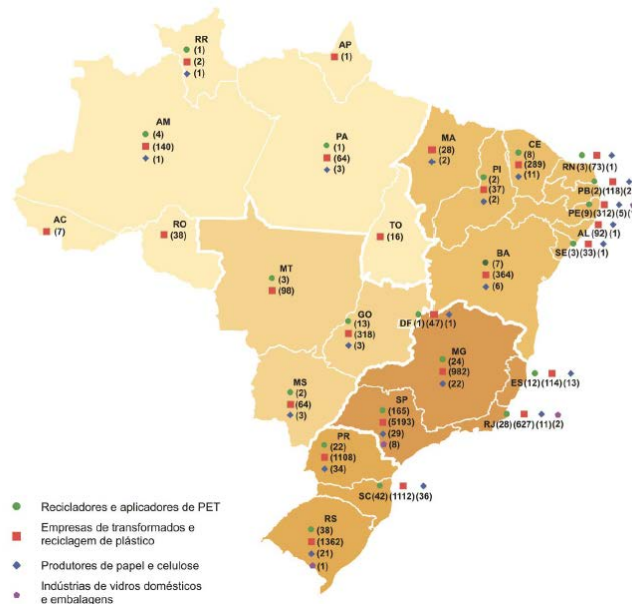 RR
(1)
(2)
(1)
AP
(1)
AM
(4)
(140)
(1)
PA
(1)
(64)
(3)
MA
(28)
(2)
PI
(2)
(37)
(2)
CE
(8)
(289)
(11)
RN(3)(73)(1)
PB(2)(118)(2
PE(9)(312)(5)(
AL(92)(1)
SE(3)(33)(1)
AC
(7)
RO
(38)
TO
(16)
BA
(7)
(364)
(6)
MT
(3)
(98)
GO
(13)
(318)
(3)
DF(1)(47)(1)
MG
(24)
(982)
(22)
ES(12)(114)(13)
MS
(2)
(64)
(3)
SP
(165)
(5193)
(29)
(8)
RJ(28)(627)(11)(2)
PR
(22)
(1108)
(34)
SC(42)(1112)(36)
RS
(38)
(1362)
(21)
(1)
Recicladores e aplicadores de PET
Empresas de transformados e
reciclagem de plástico
Produtores de papel e celulose
Indústrias de vidros domésticos
e embalagens